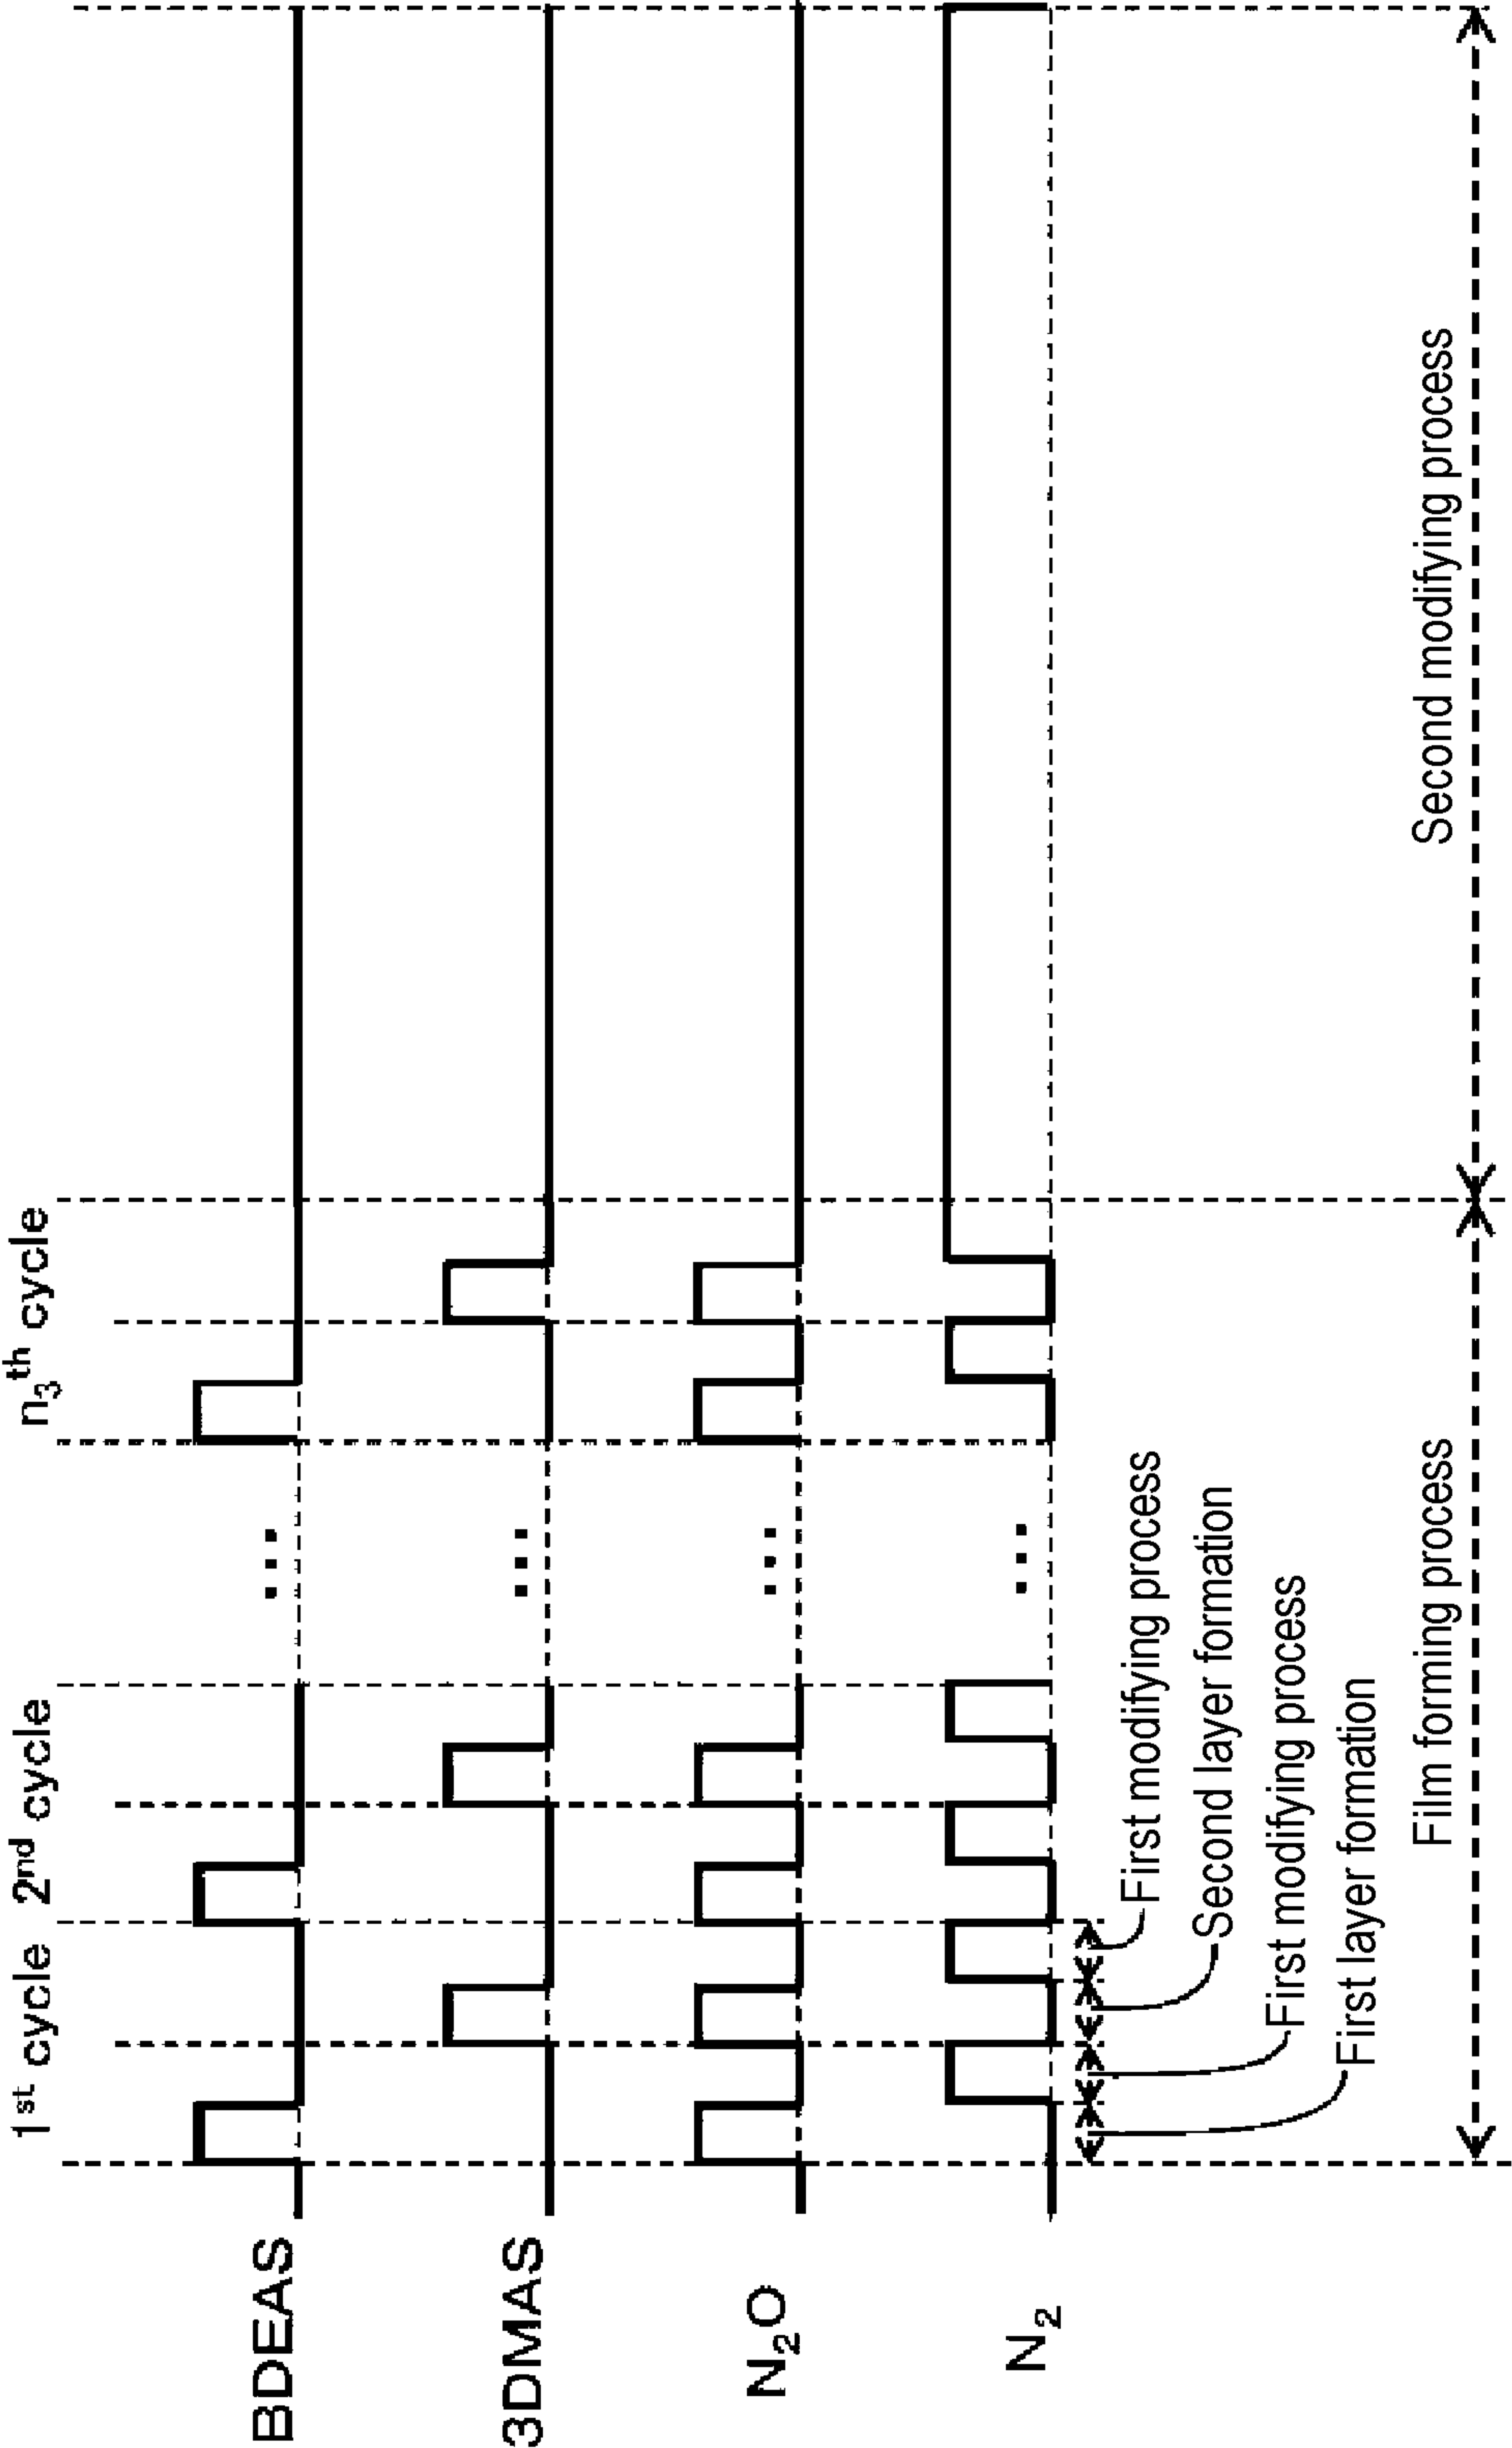 1st cycle
2nd cycle
n3th cycle
BDEAS
3DMAS
N2O
N2
First modifying process
Second layer formation
First modifying process
First layer formation
Film forming process
Second modifying process